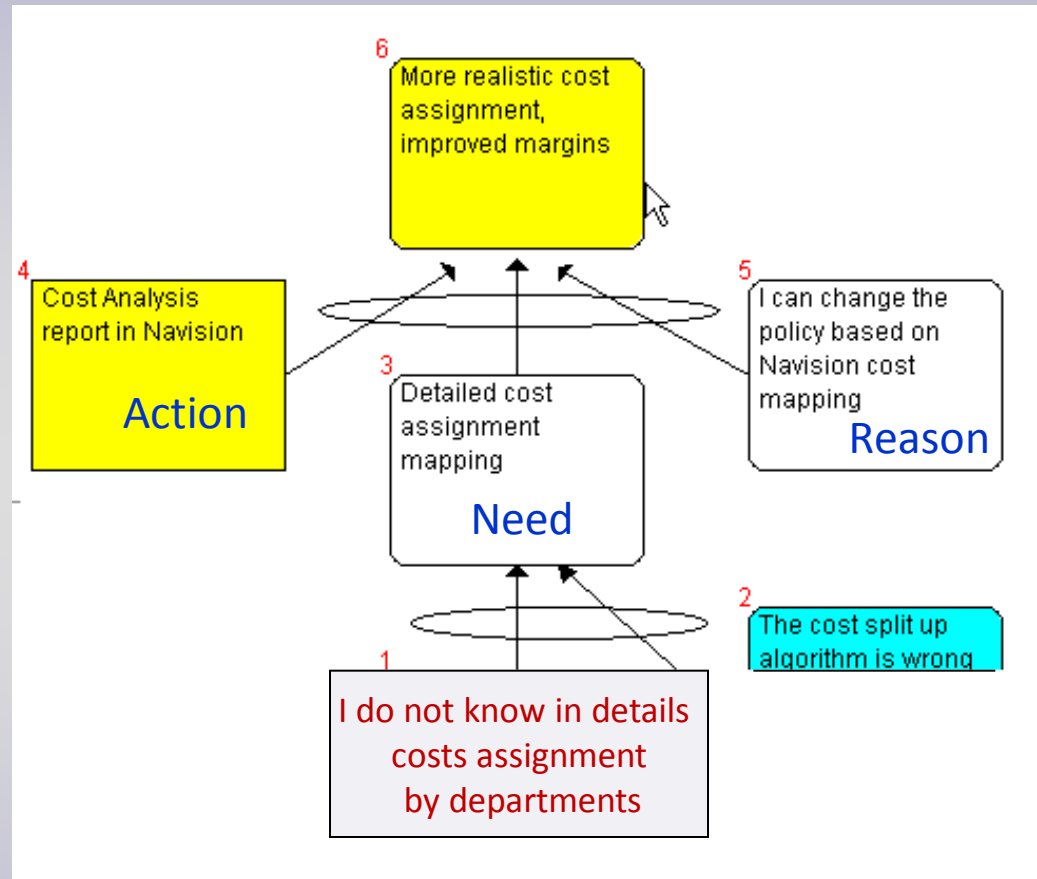 6
More realistic cost
assignment,
improved margins
4
Cost Analysis
report in Navision
Action
5
I can change the
policy based on
Navision cost
mapping
Reason
3
Detailed cost
assignment
mapping
Need
2
The cost split up
algorithm is wrong
1
I do not know in details
costs assignment
by departments